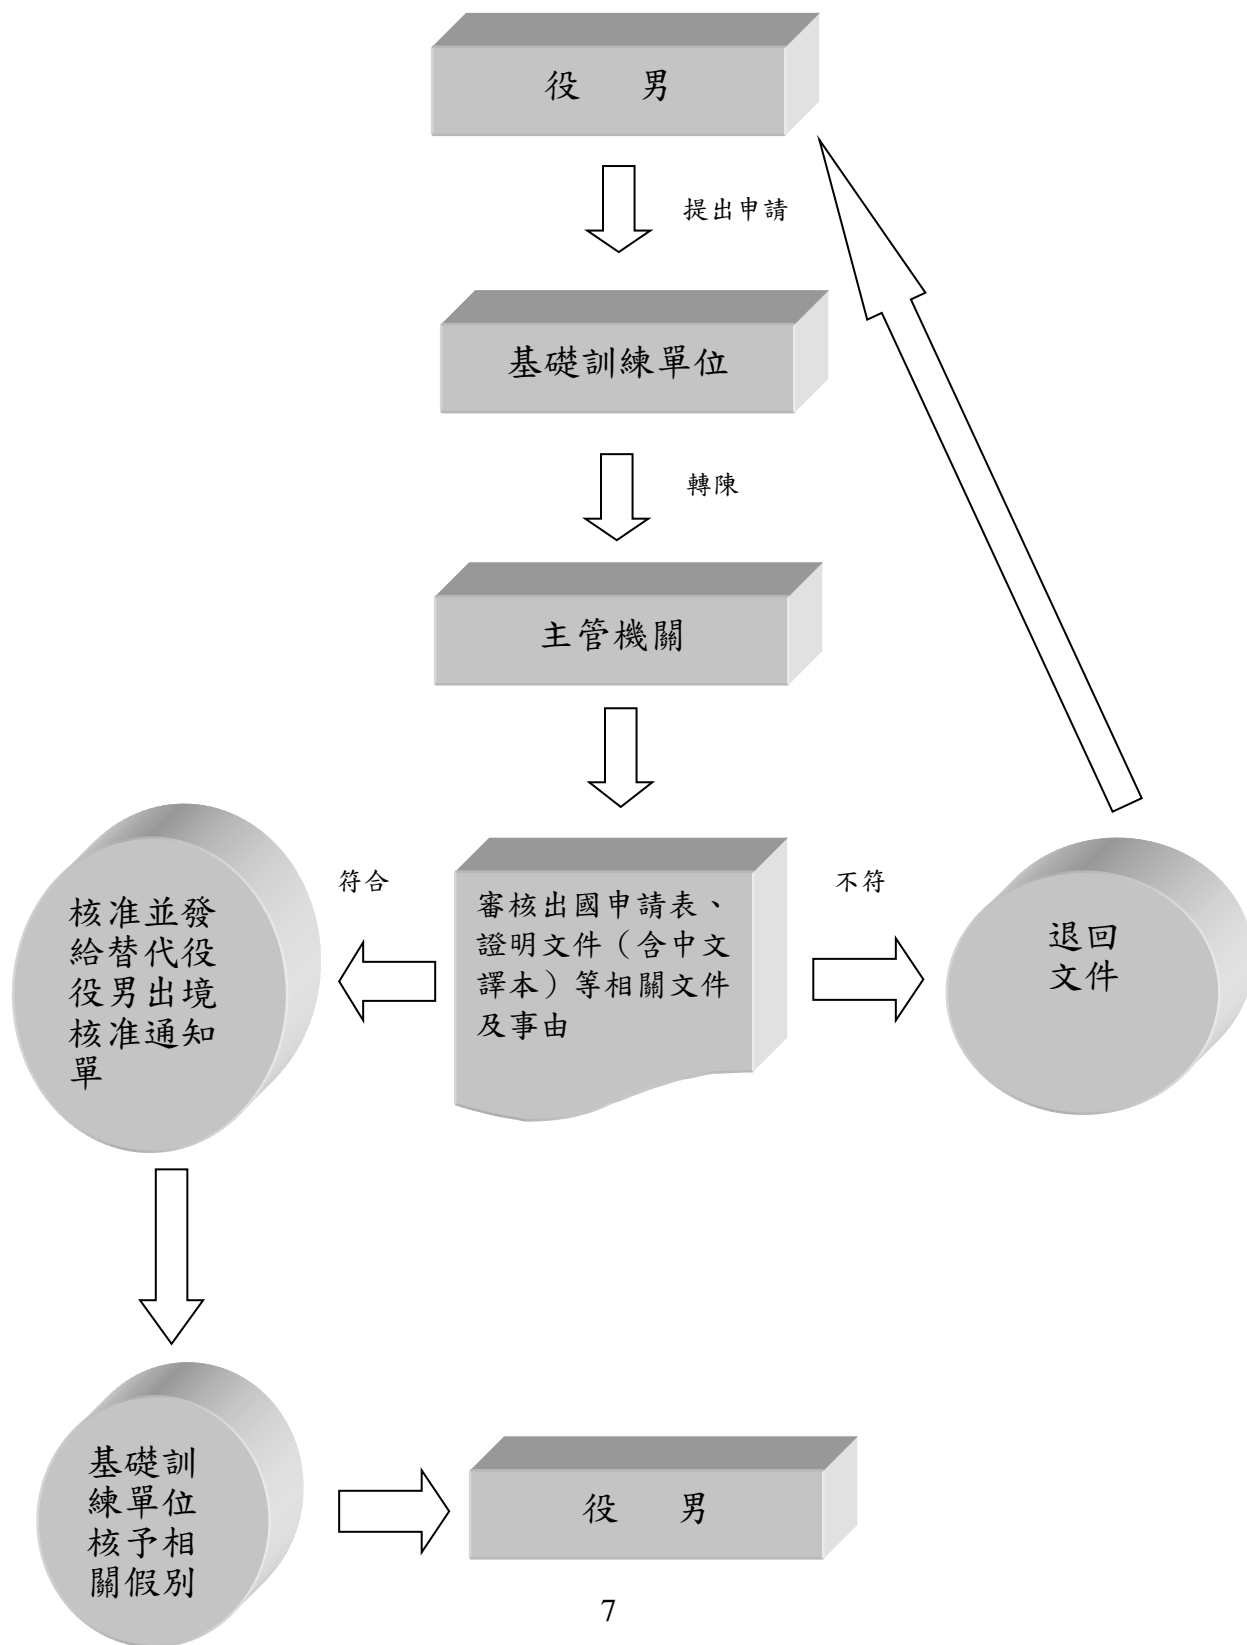 役 男
提出申請
基礎訓練單位
轉陳
主管機關
符合
不符
核准並發
給替代役
役男出境
核准通知
單
審核出國申請表、
證明文件（含中文
譯本）等相關文件
及事由
退回
文件
基礎訓
練單位
核予相
關假別
役 男
7